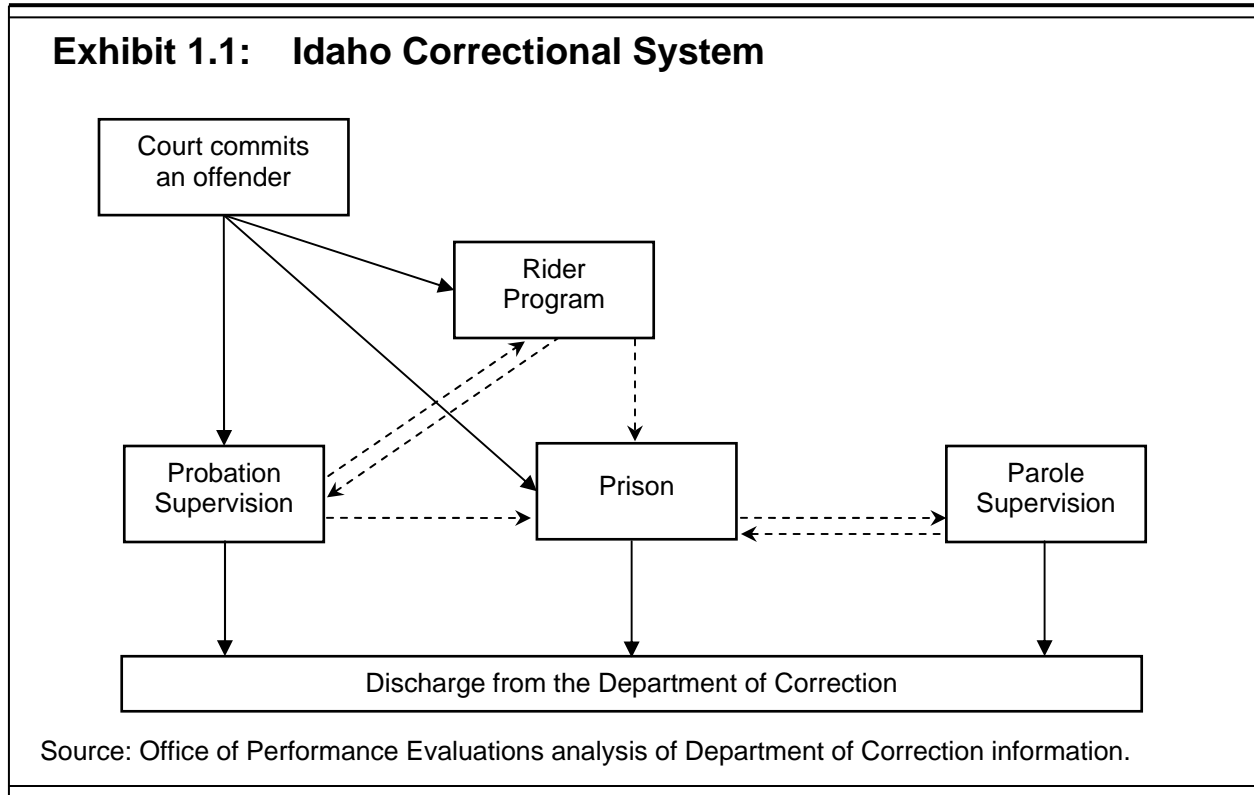 Exhibit 1.1: Idaho Correctional System
Court commits
an offender
Rider
Program
Probation
Supervision
Prison
Parole
Supervision
Discharge from the Department of Correction
Source: Office of Performance Evaluations analysis of Department of Correction information.